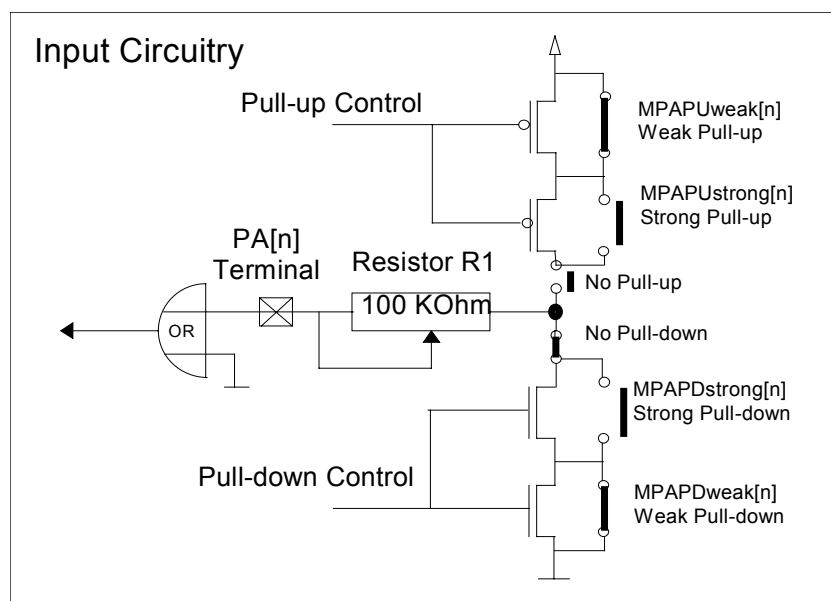 Input Circuitry
Pull-up Control
MPAPUweak[n]
Weak Pull-up
MPAPUstrong[n]
Strong Pull-up
PA[n]
Terminal
Resistor R1
No Pull-up
100 KOhm
OR
No Pull-down
MPAPDstrong[n]
Strong Pull-down
Pull-down Control
MPAPDweak[n]
Weak Pull-down